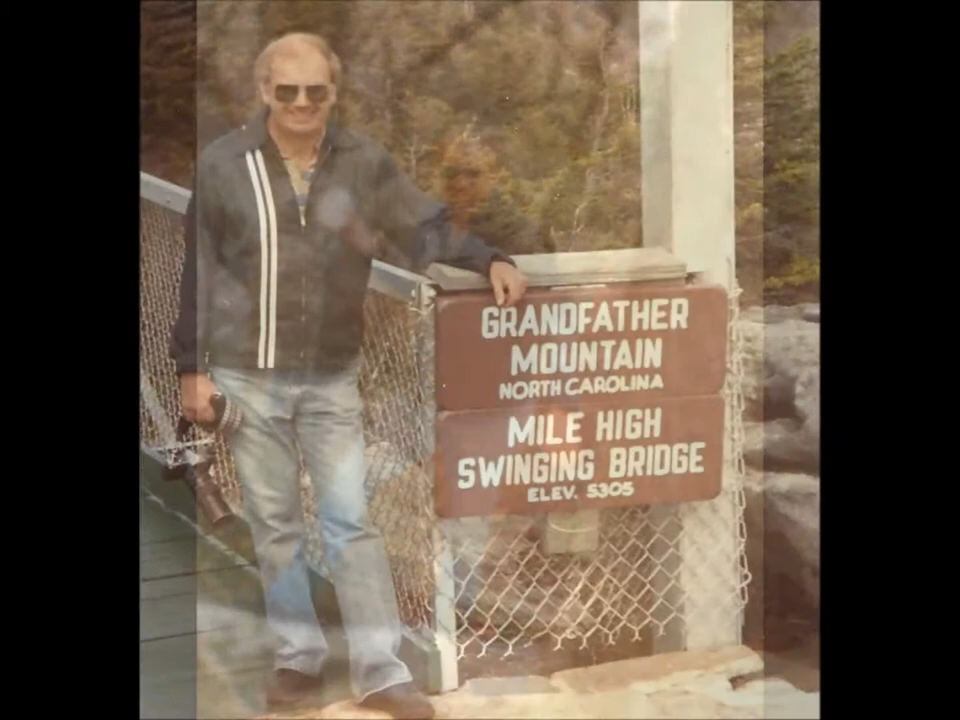 GRANDFATHER
MOUNTAIN
NORTH CAROLINA
MILE HIGH
SWINGING BRIDGE
ELEV. 5305